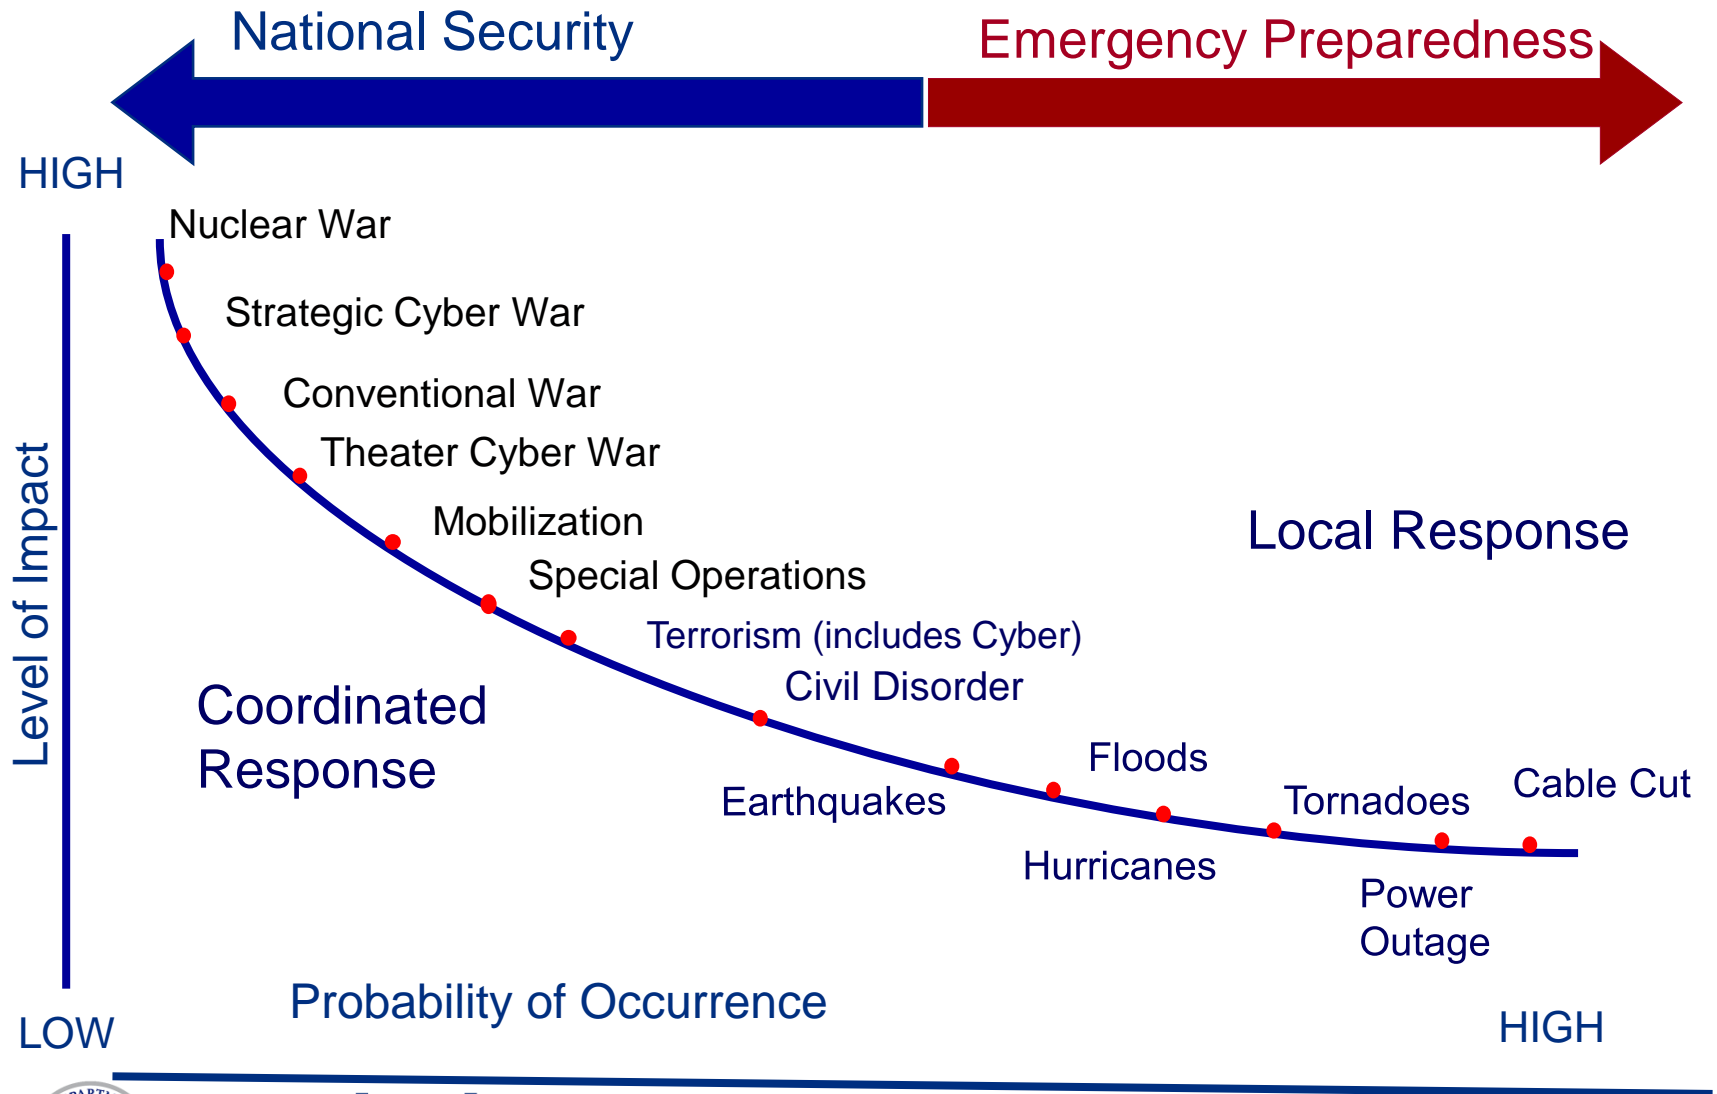 National Security
Emergency Preparedness
HIGH
Nuclear War
Strategic Cyber War
Conventional War
Theater Cyber War
Mobilization
Local Response
Special Operations
Level of Impact
Terrorism (includes Cyber)
Civil Disorder
Coordinated
Response
Floods
Cable Cut
Earthquakes
Tornadoes
Hurricanes
Power
Outage
Probability of Occurrence
LOW
HIGH